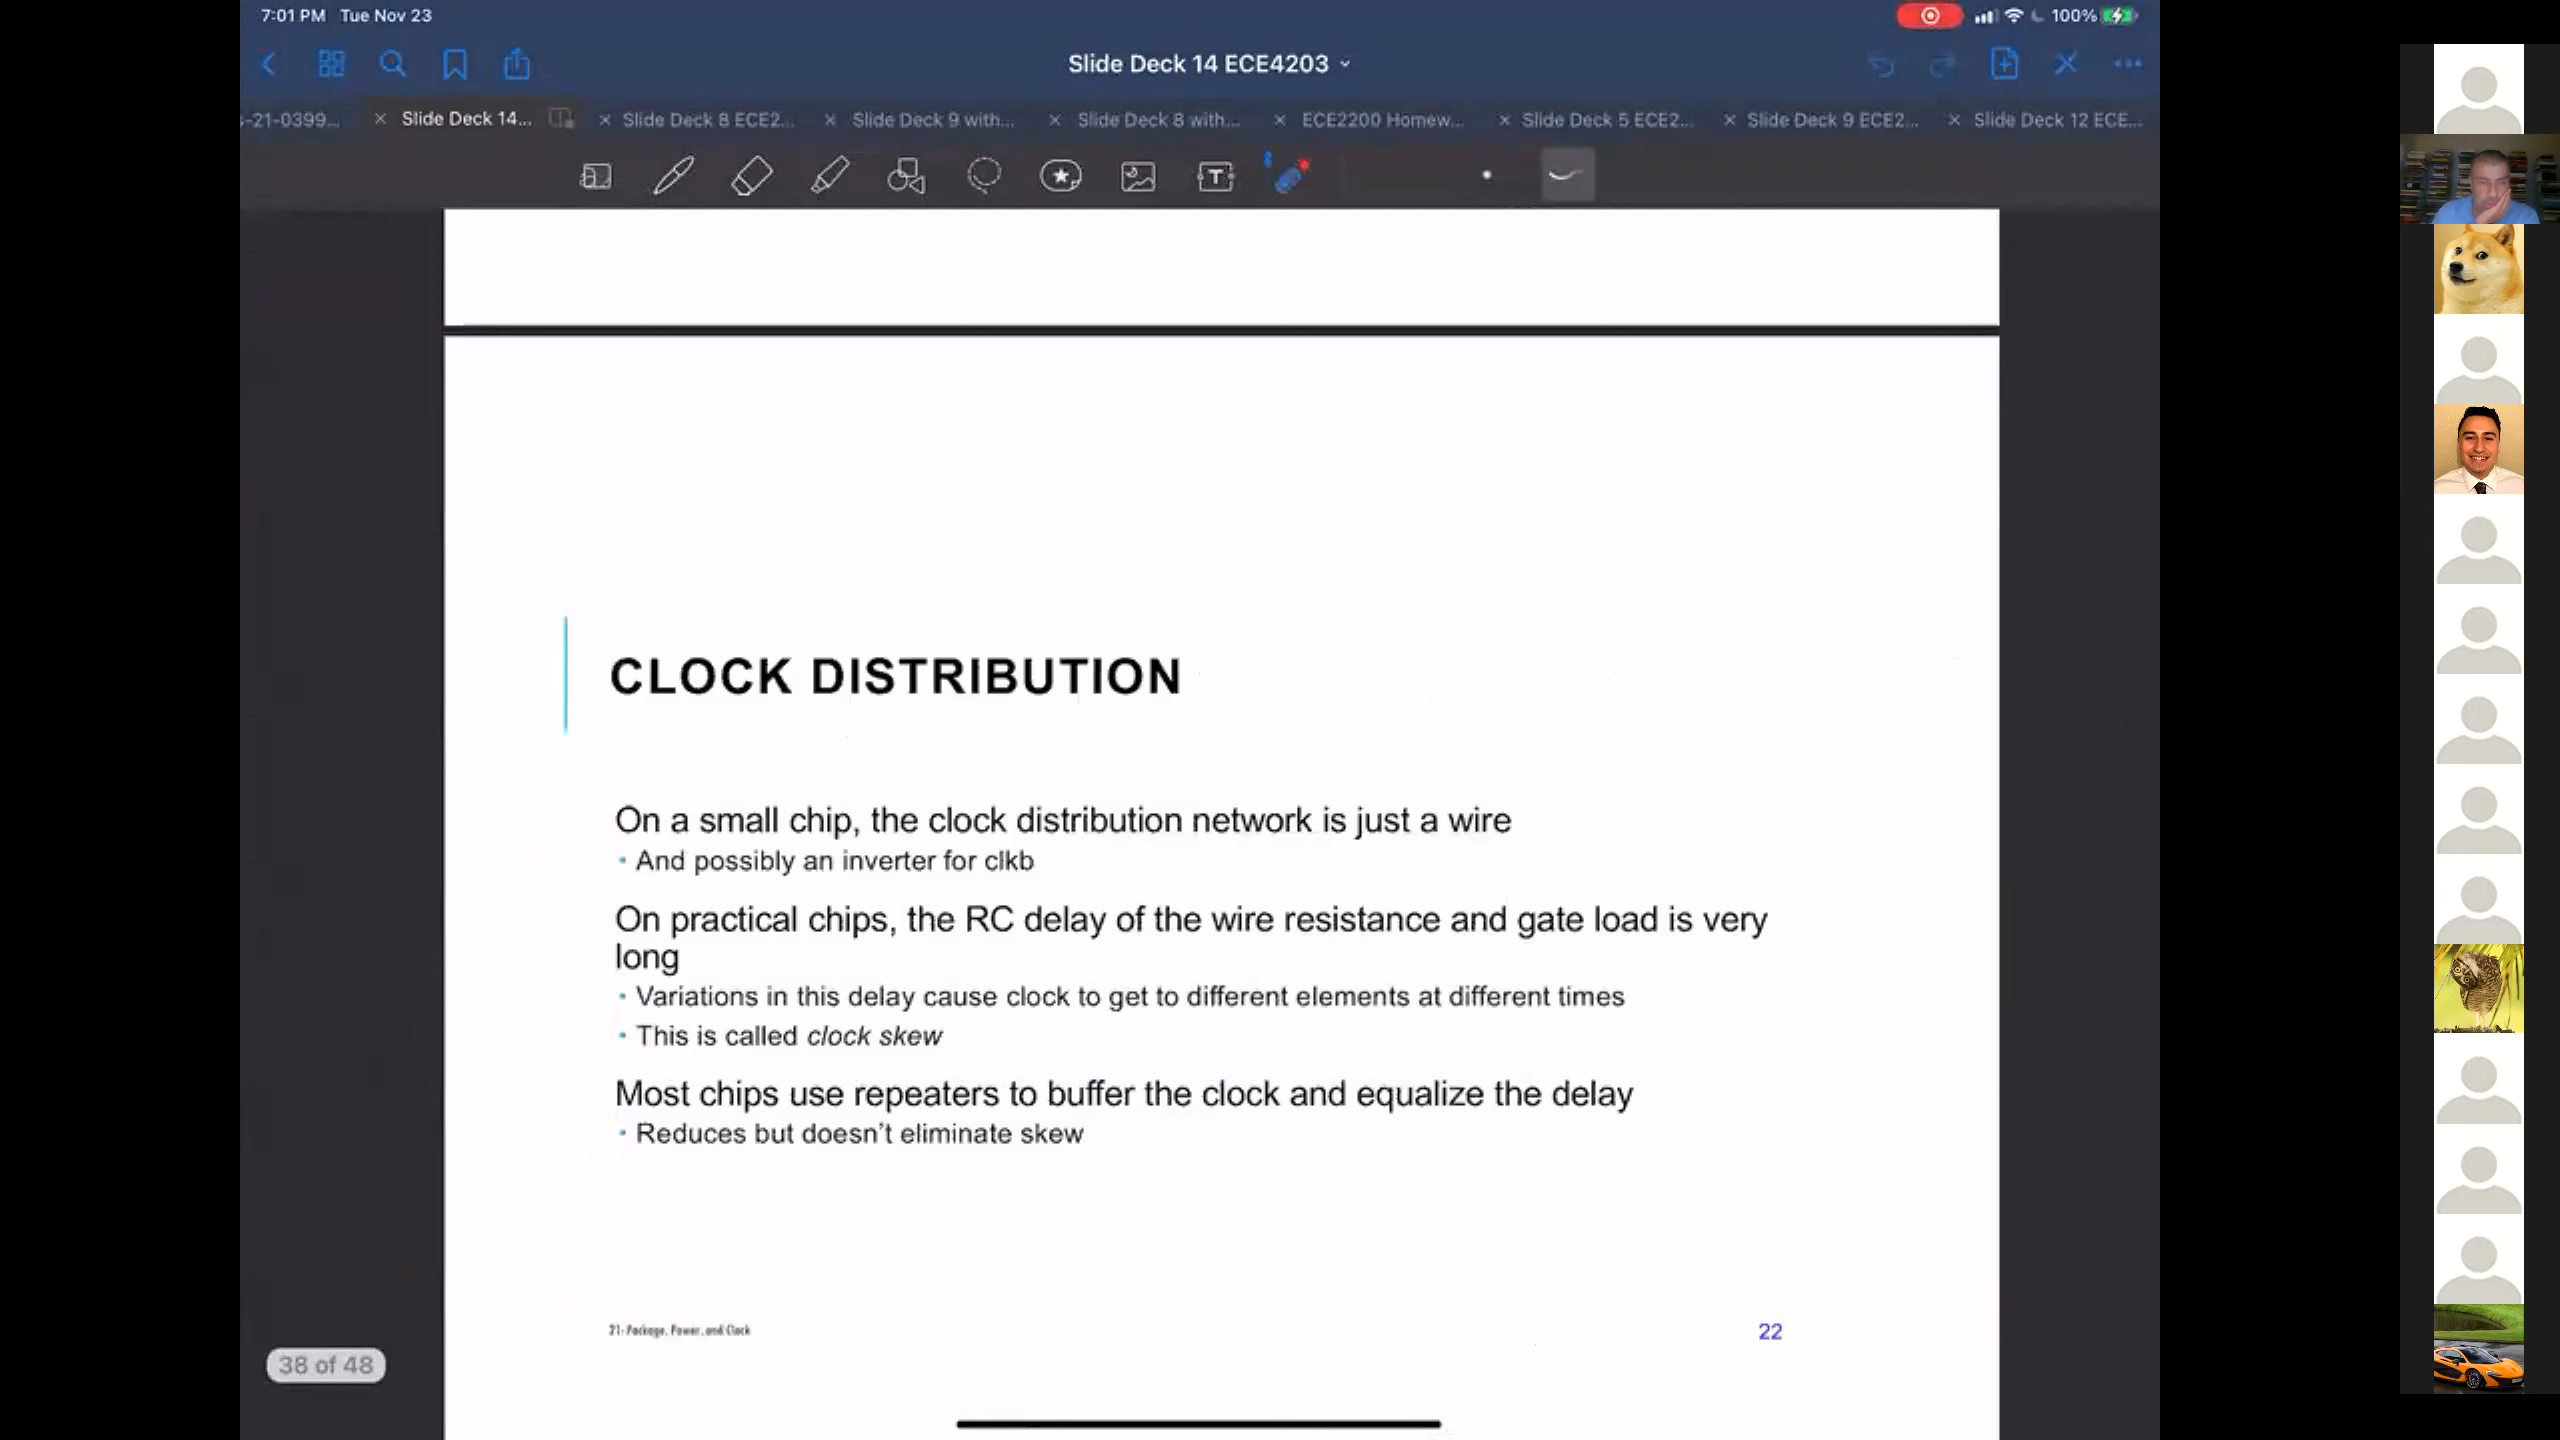 7:01 PM Tue Nov 23
100%
Slide Deck 14 ECE4203
-21-0399... × Slide Deck 14... × Slide Deck 8 ECE2... × Slide Deck 9 with... × Slide Deck 8 with... × ECE2200 Homew... × Slide Deck 5 ECE2... × Slide Deck 9 ECE2... × Slide Deck 12 ECE...
CLOCK DISTRIBUTION
On a small chip, the clock distribution network is just a wire
· And possibly an inverter for clkb
On practical chips, the RC delay of the wire resistance and gate load is very
long
· Variations in this delay cause clock to get to different elements at different times
· This is called clock skew
Most chips use repeaters to buffer the clock and equalize the delay
· Reduces but doesn't eliminate skew
21: Package, Power, and Clock
22
38 of 48